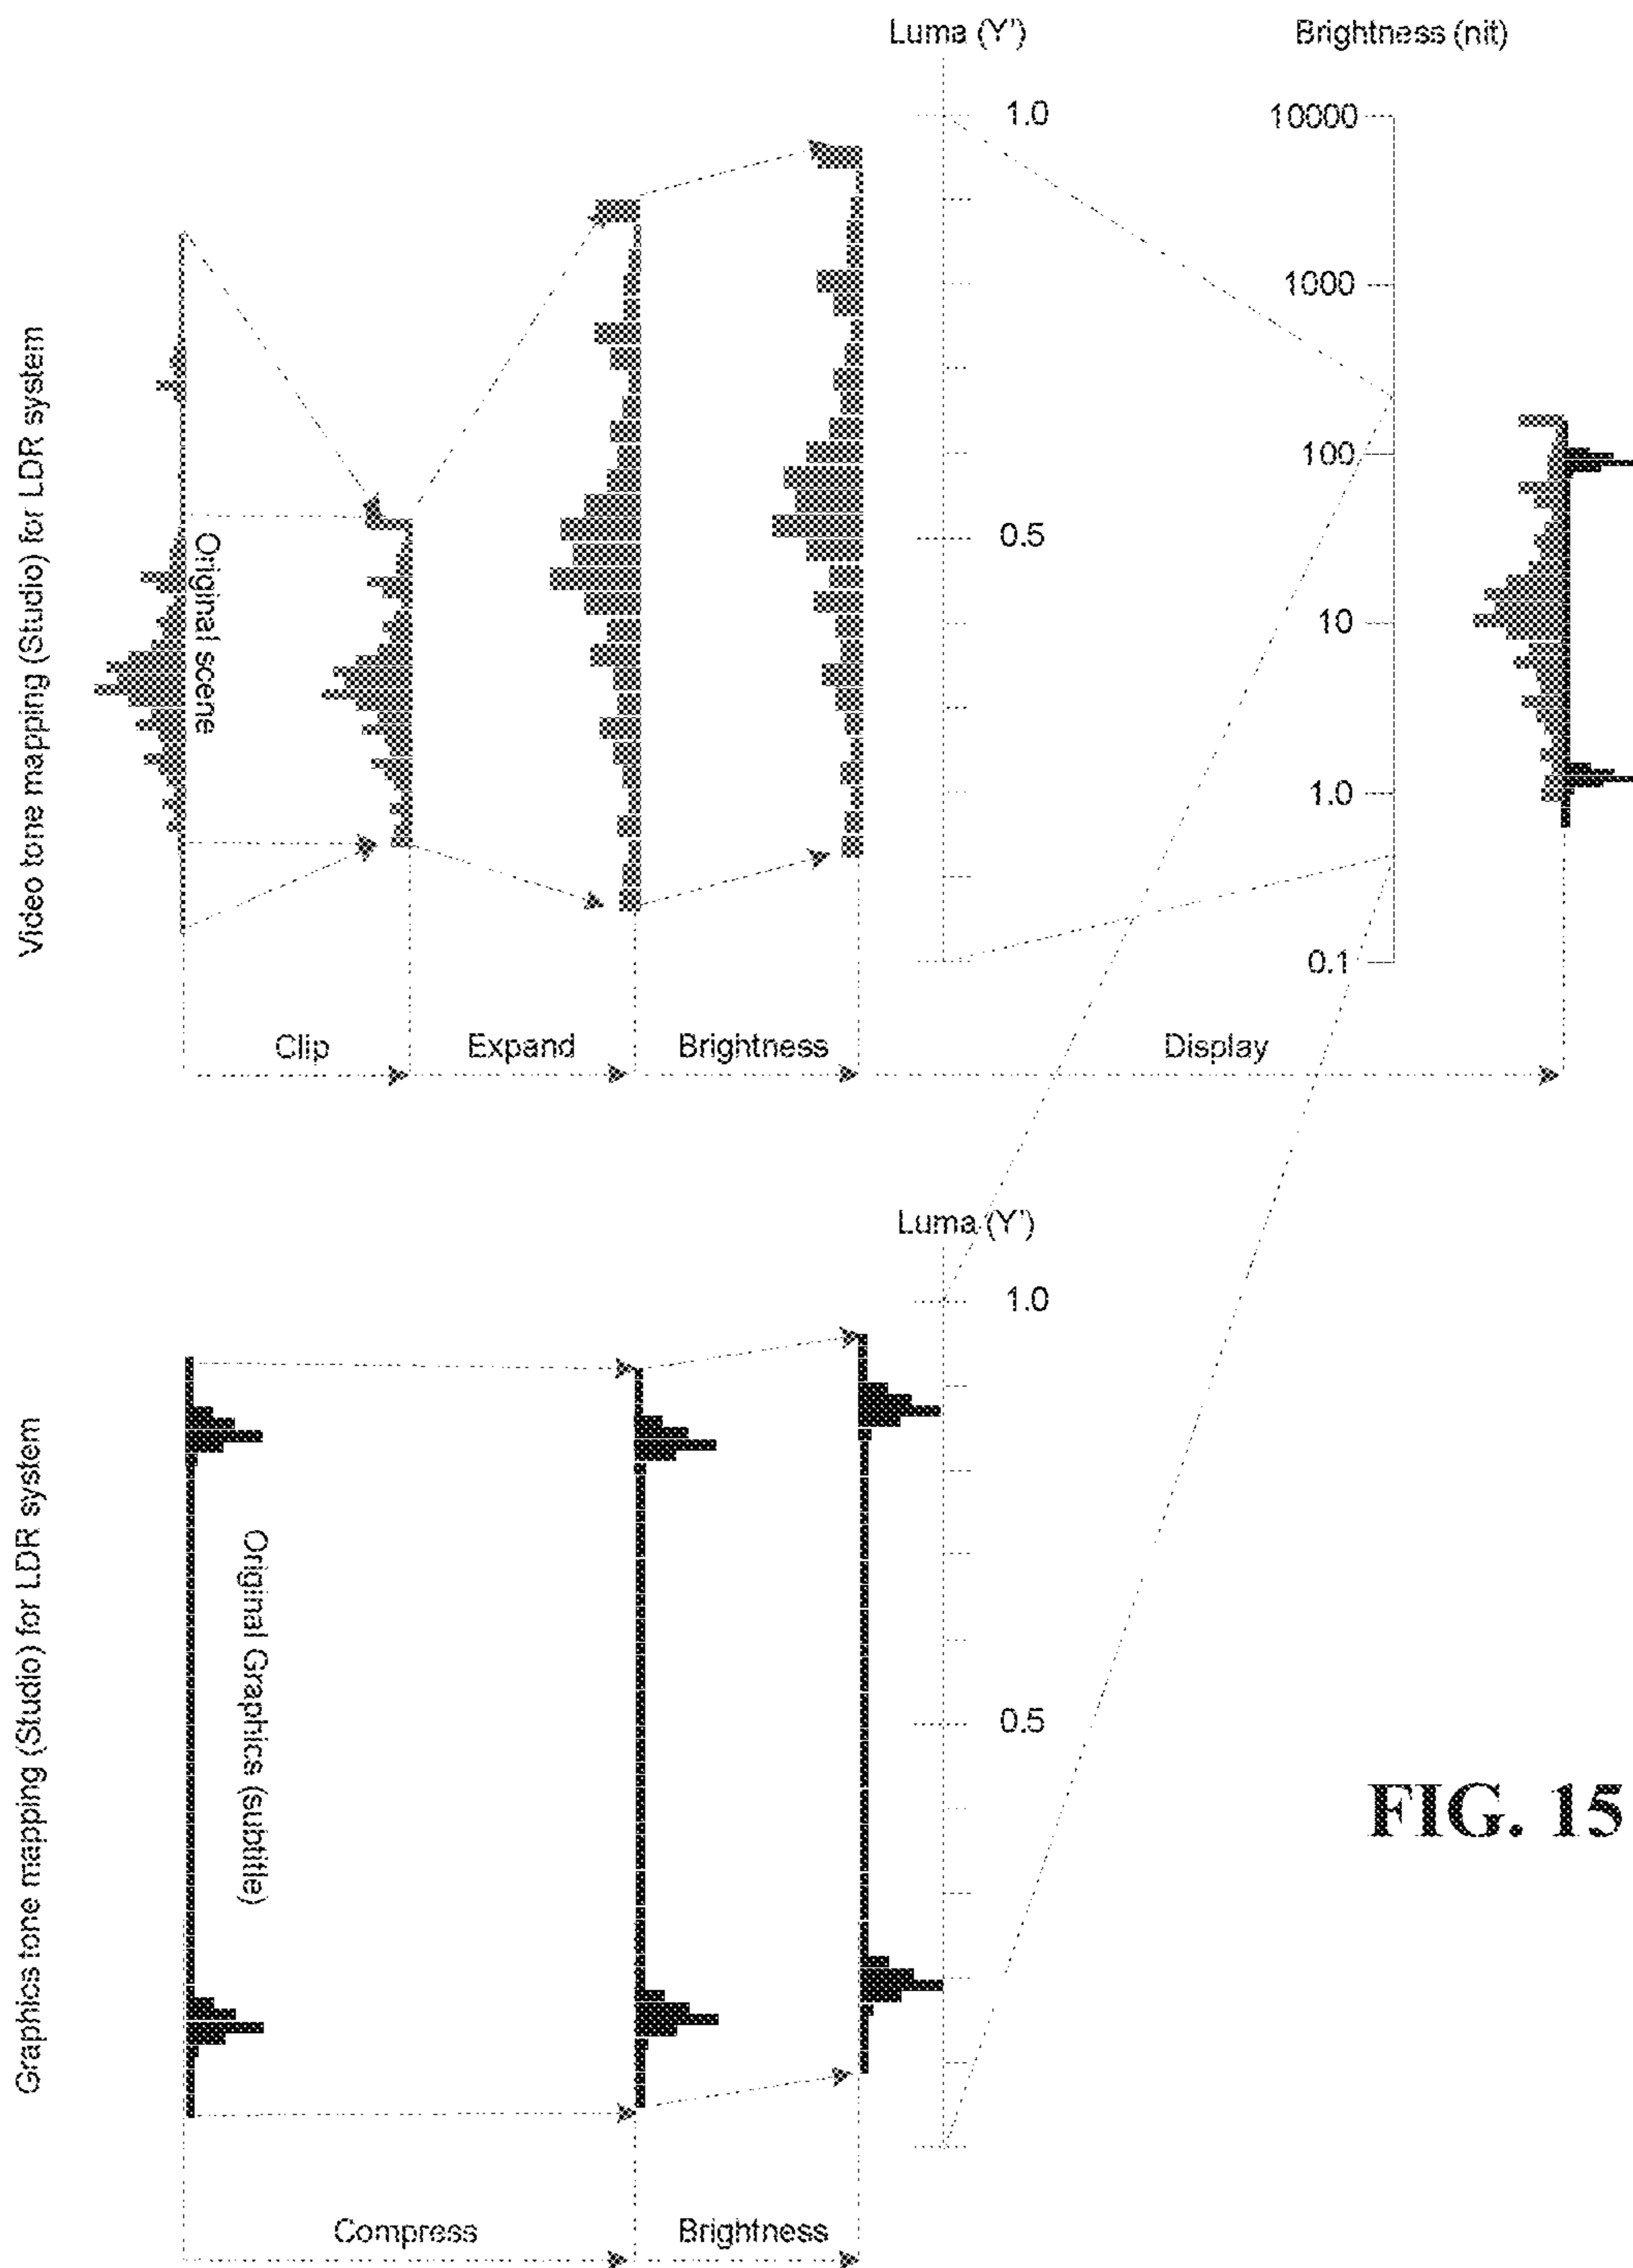 Video tone mapping (Studio) for LDR system
Luma (Y')
Brightness (nit)
1.0
0.5
10000
1000
100
10
1.0
0.1
Original scene
Clip
Expand
Brightness
Display
Graphics tone mapping (Studio) for LDR system
Luma (Y')
1.0
0.5
Original Graphics (subtitle)
Compress
Brightness
FIG. 15